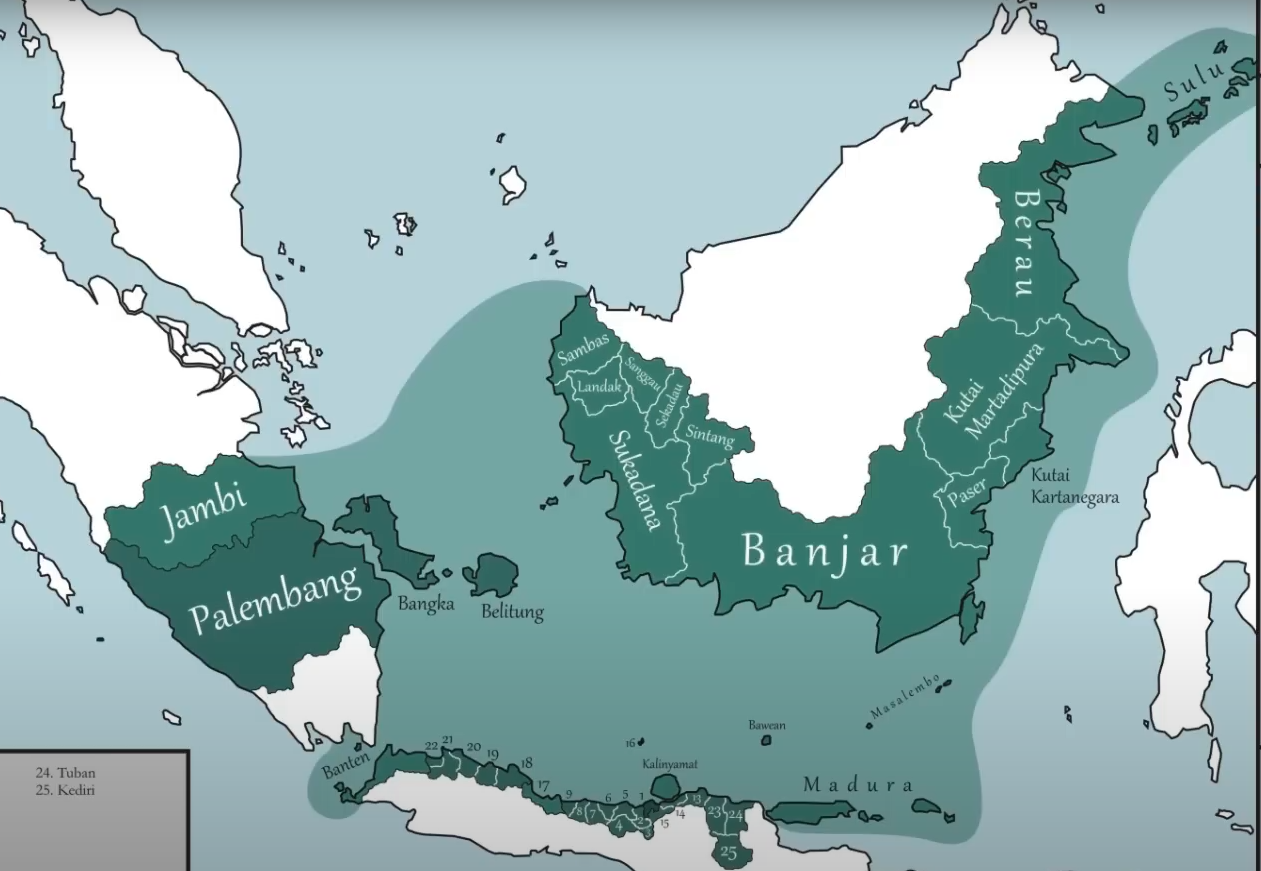 Sulu
Berau
Sambas
Sanggau
Landak
Sekadau
Sintang
Kutai
Martadipura
Sukadana
Kutai
Kartanegara
Paser
Jambi
Banjar
Palembang
Bangka
Belitung
Masalembo
Bawean
16
Banten
22
21
20
19
18
17
Kalinyamat
Madura
9
8
7
6
5
4
1
2
3
15
14
13
23
24
25
24. Tuban
25. Kediri